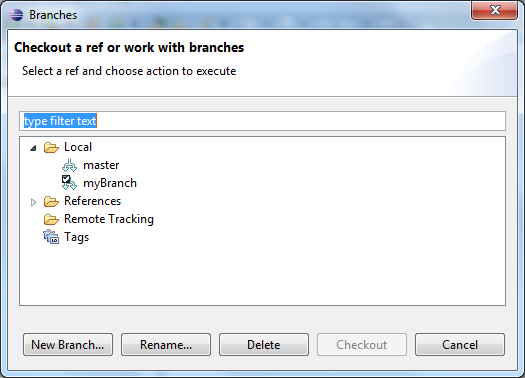 Branches
Checkout a ref or work with branches
Select a ref and choose action to execute
type filter text
Local
master
myBranch
References
Remote Tracking
Tags
New Branch... Rename... Delete Checkout Cancel